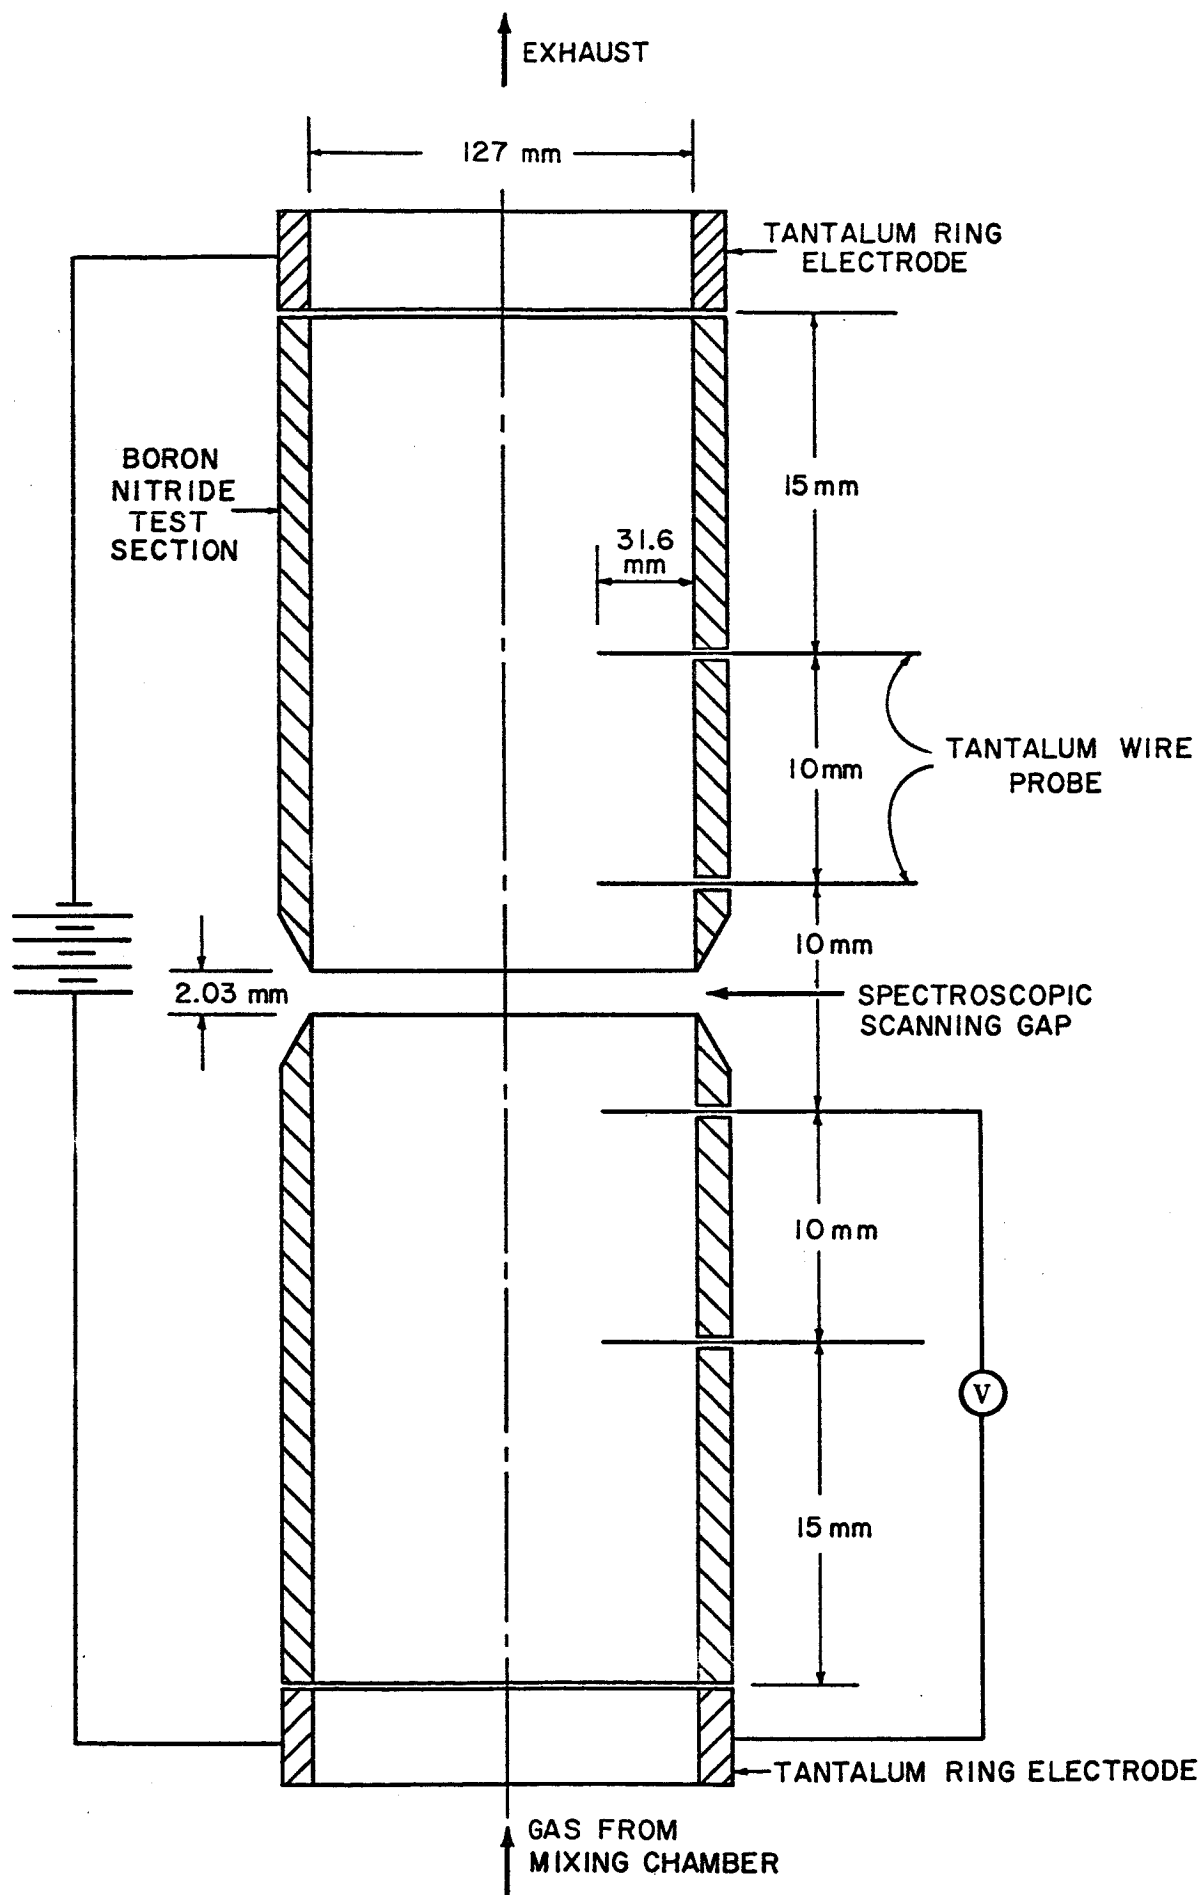 EXHAUST
127 mm
TANTALUM RING
ELECTRODE
15 mm
BORON
NITRIDE
TEST
SECTION
31.6
mm
10 mm
TANTALUM WIRE
PROBE
10 mm
2.03 mm
SPECTROSCOPIC
SCANNING GAP
10 mm
V
15 mm
TANTALUM RING ELECTRODE
GAS FROM
MIXING CHAMBER